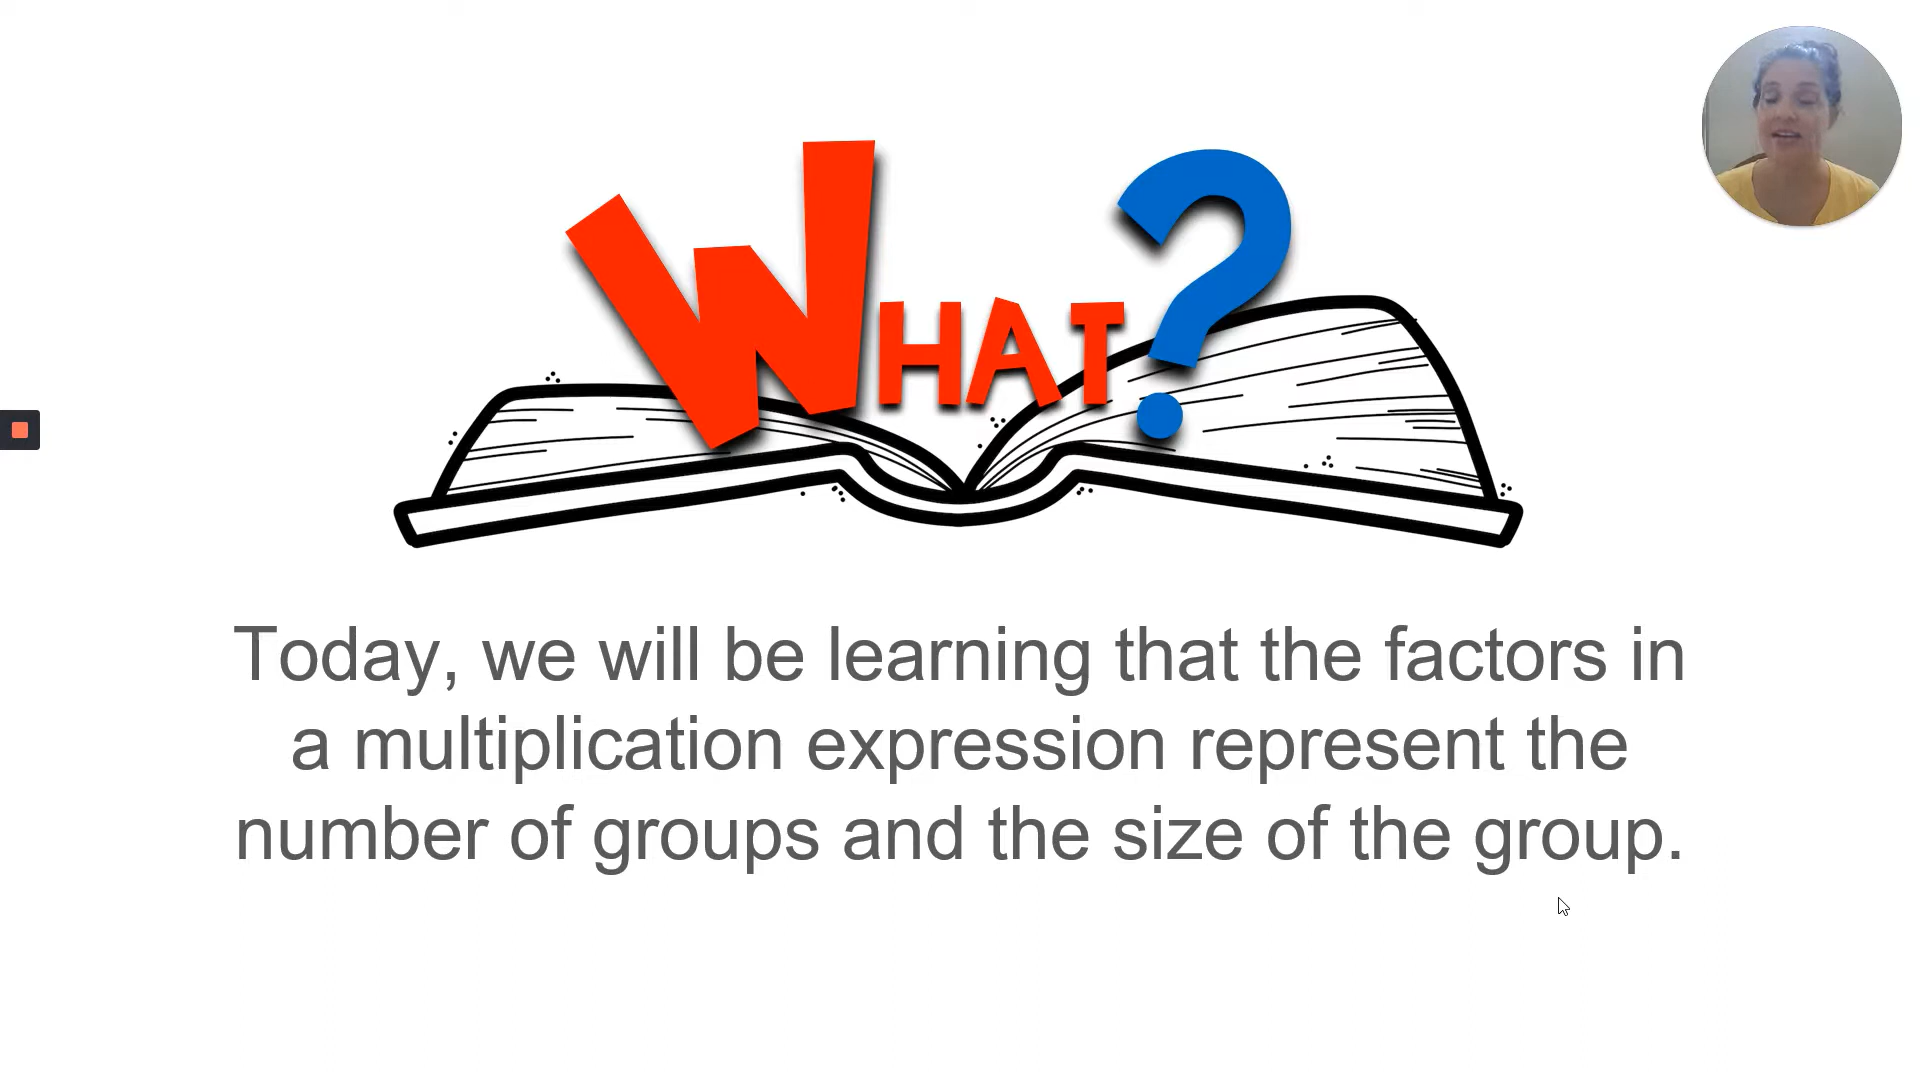 WHAT?
Today, we will be learning that the factors in
a multiplication expression represent the
number of groups and the size of the group.